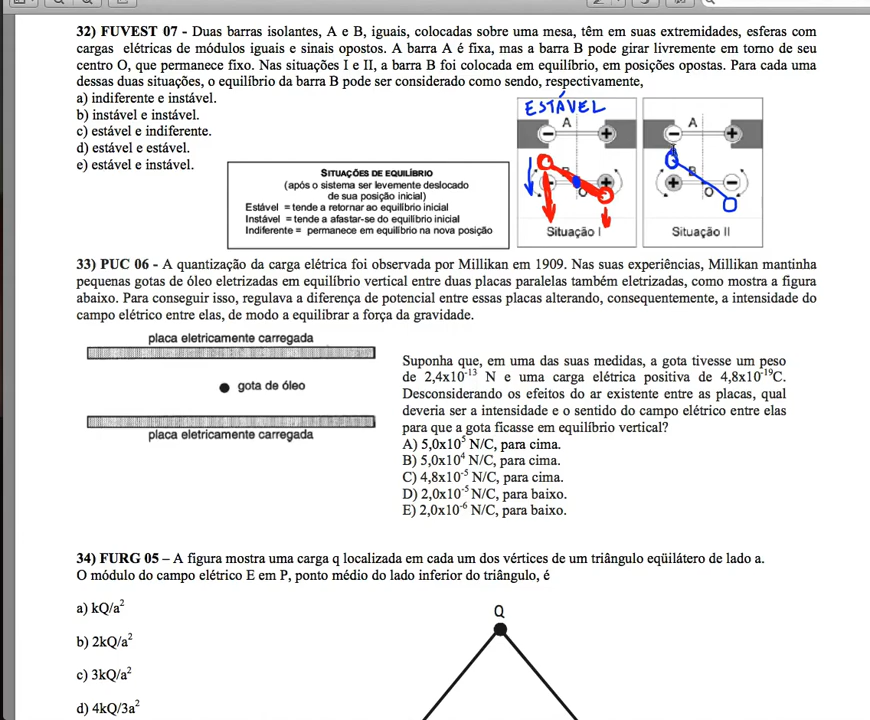 32) FUVEST 07 - Duas barras isolantes, A e B, iguais, colocadas sobre uma mesa, têm em suas extremidades, esferas com
cargas elétricas de módulos iguais e sinais opostos. A barra A é fixa, mas a barra B pode girar livremente em torno de seu
centro O, que permanece fixo. Nas situações I e II, a barra B foi colocada em equilíbrio, em posições opostas. Para cada uma
dessas duas situações, o equilíbrio da barra B pode ser considerado como sendo, respectivamente,
a) indiferente e instável.
b) instável e instável.
c) estável e indiferente.
d) estável e estável.
e) estável e instável.
SITUAÇÕES DE EQUILÍBRIO
(após o sistema ser levemente deslocado
de sua posição inicial)
Estável = tende a retornar ao equilíbrio inicial
Instável = tende a afastar-se do equilíbrio inicial
Indiferente = permanece em equilíbrio na nova posição
ESTÁVEL
A
B
O
Situação I
A
B
O
Situação II
33) PUC 06 - A quantização da carga elétrica foi observada por Millikan em 1909. Nas suas experiências, Millikan mantinha
pequenas gotas de óleo eletrizadas em equilíbrio vertical entre duas placas paralelas também eletrizadas, como mostra a figura
abaixo. Para conseguir isso, regulava a diferença de potencial entre essas placas alterando, consequentemente, a intensidade do
campo elétrico entre elas, de modo a equilibrar a força da gravidade.
placa eletricamente carregada
gota de óleo
placa eletricamente carregada
Suponha que, em uma das suas medidas, a gota tivesse um peso
de 2,4x10⁻¹³ N e uma carga elétrica positiva de 4,8x10⁻¹⁹C.
Desconsiderando os efeitos do ar existente entre as placas, qual
deveria ser a intensidade e o sentido do campo elétrico entre elas
para que a gota ficasse em equilíbrio vertical?
A) 5,0x10⁵ N/C, para cima.
B) 5,0x10⁴ N/C, para cima.
C) 4,8x10⁻⁵ N/C, para cima.
D) 2,0x10⁻⁵ N/C, para baixo.
E) 2,0x10⁻⁶ N/C, para baixo.
34) FURG 05 – A figura mostra uma carga q localizada em cada um dos vértices de um triângulo eqüilátero de lado a.
O módulo do campo elétrico E em P, ponto médio do lado inferior do triângulo, é
a) kQ/a²
b) 2kQ/a²
c) 3kQ/a²
d) 4kQ/3a²
Q